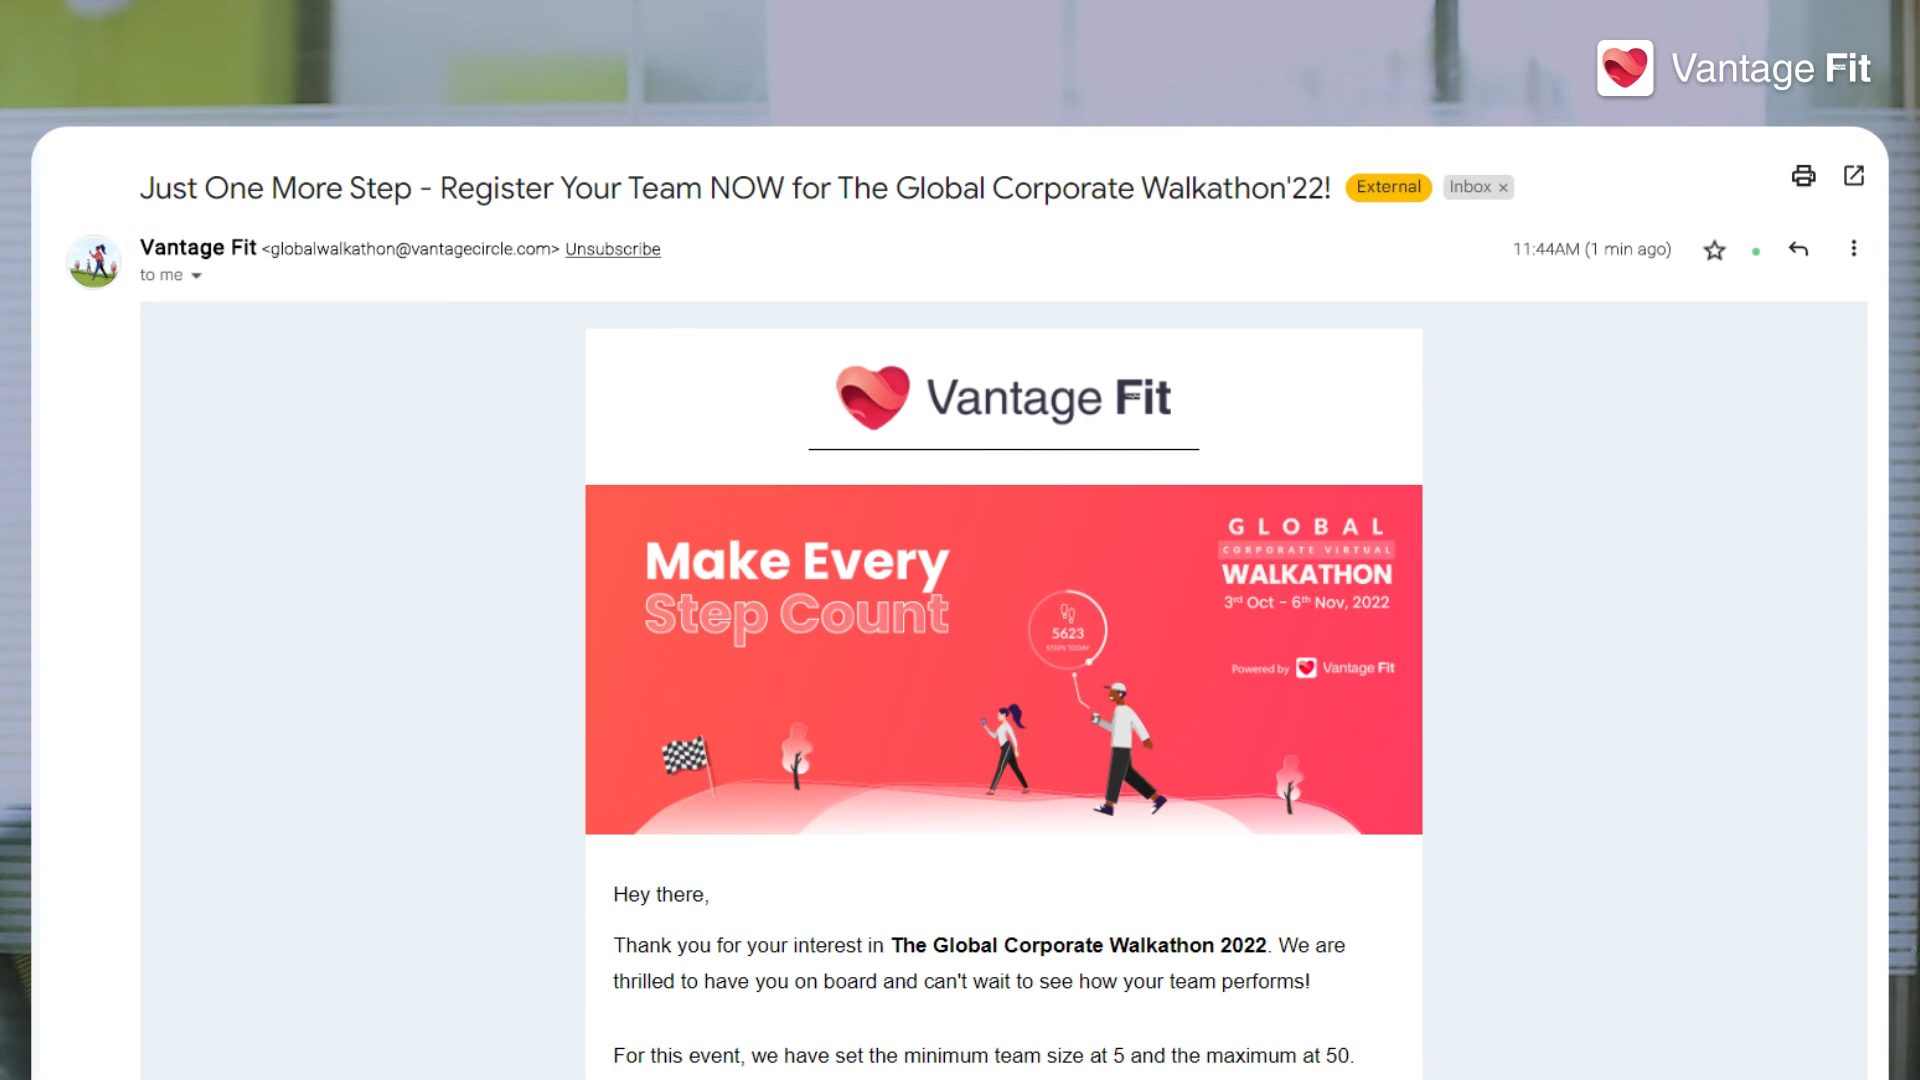 Vantage Fit
Just One More Step - Register Your Team NOW for The Global Corporate Walkathon'22! External Inbox ×
Vantage Fit <globalwalkathon@vantagecircle.com> Unsubscribe 11:44AM (1 min ago)
to me
Vantage Fit
GLOBAL
CORPORATE VIRTUAL
WALKATHON
3rd Oct - 6th Nov, 2022
Make Every
Step Count
5623
STEPS TODAY
Powered by Vantage Fit
Hey there,
Thank you for your interest in The Global Corporate Walkathon 2022. We are
thrilled to have you on board and can't wait to see how your team performs!
For this event, we have set the minimum team size at 5 and the maximum at 50.